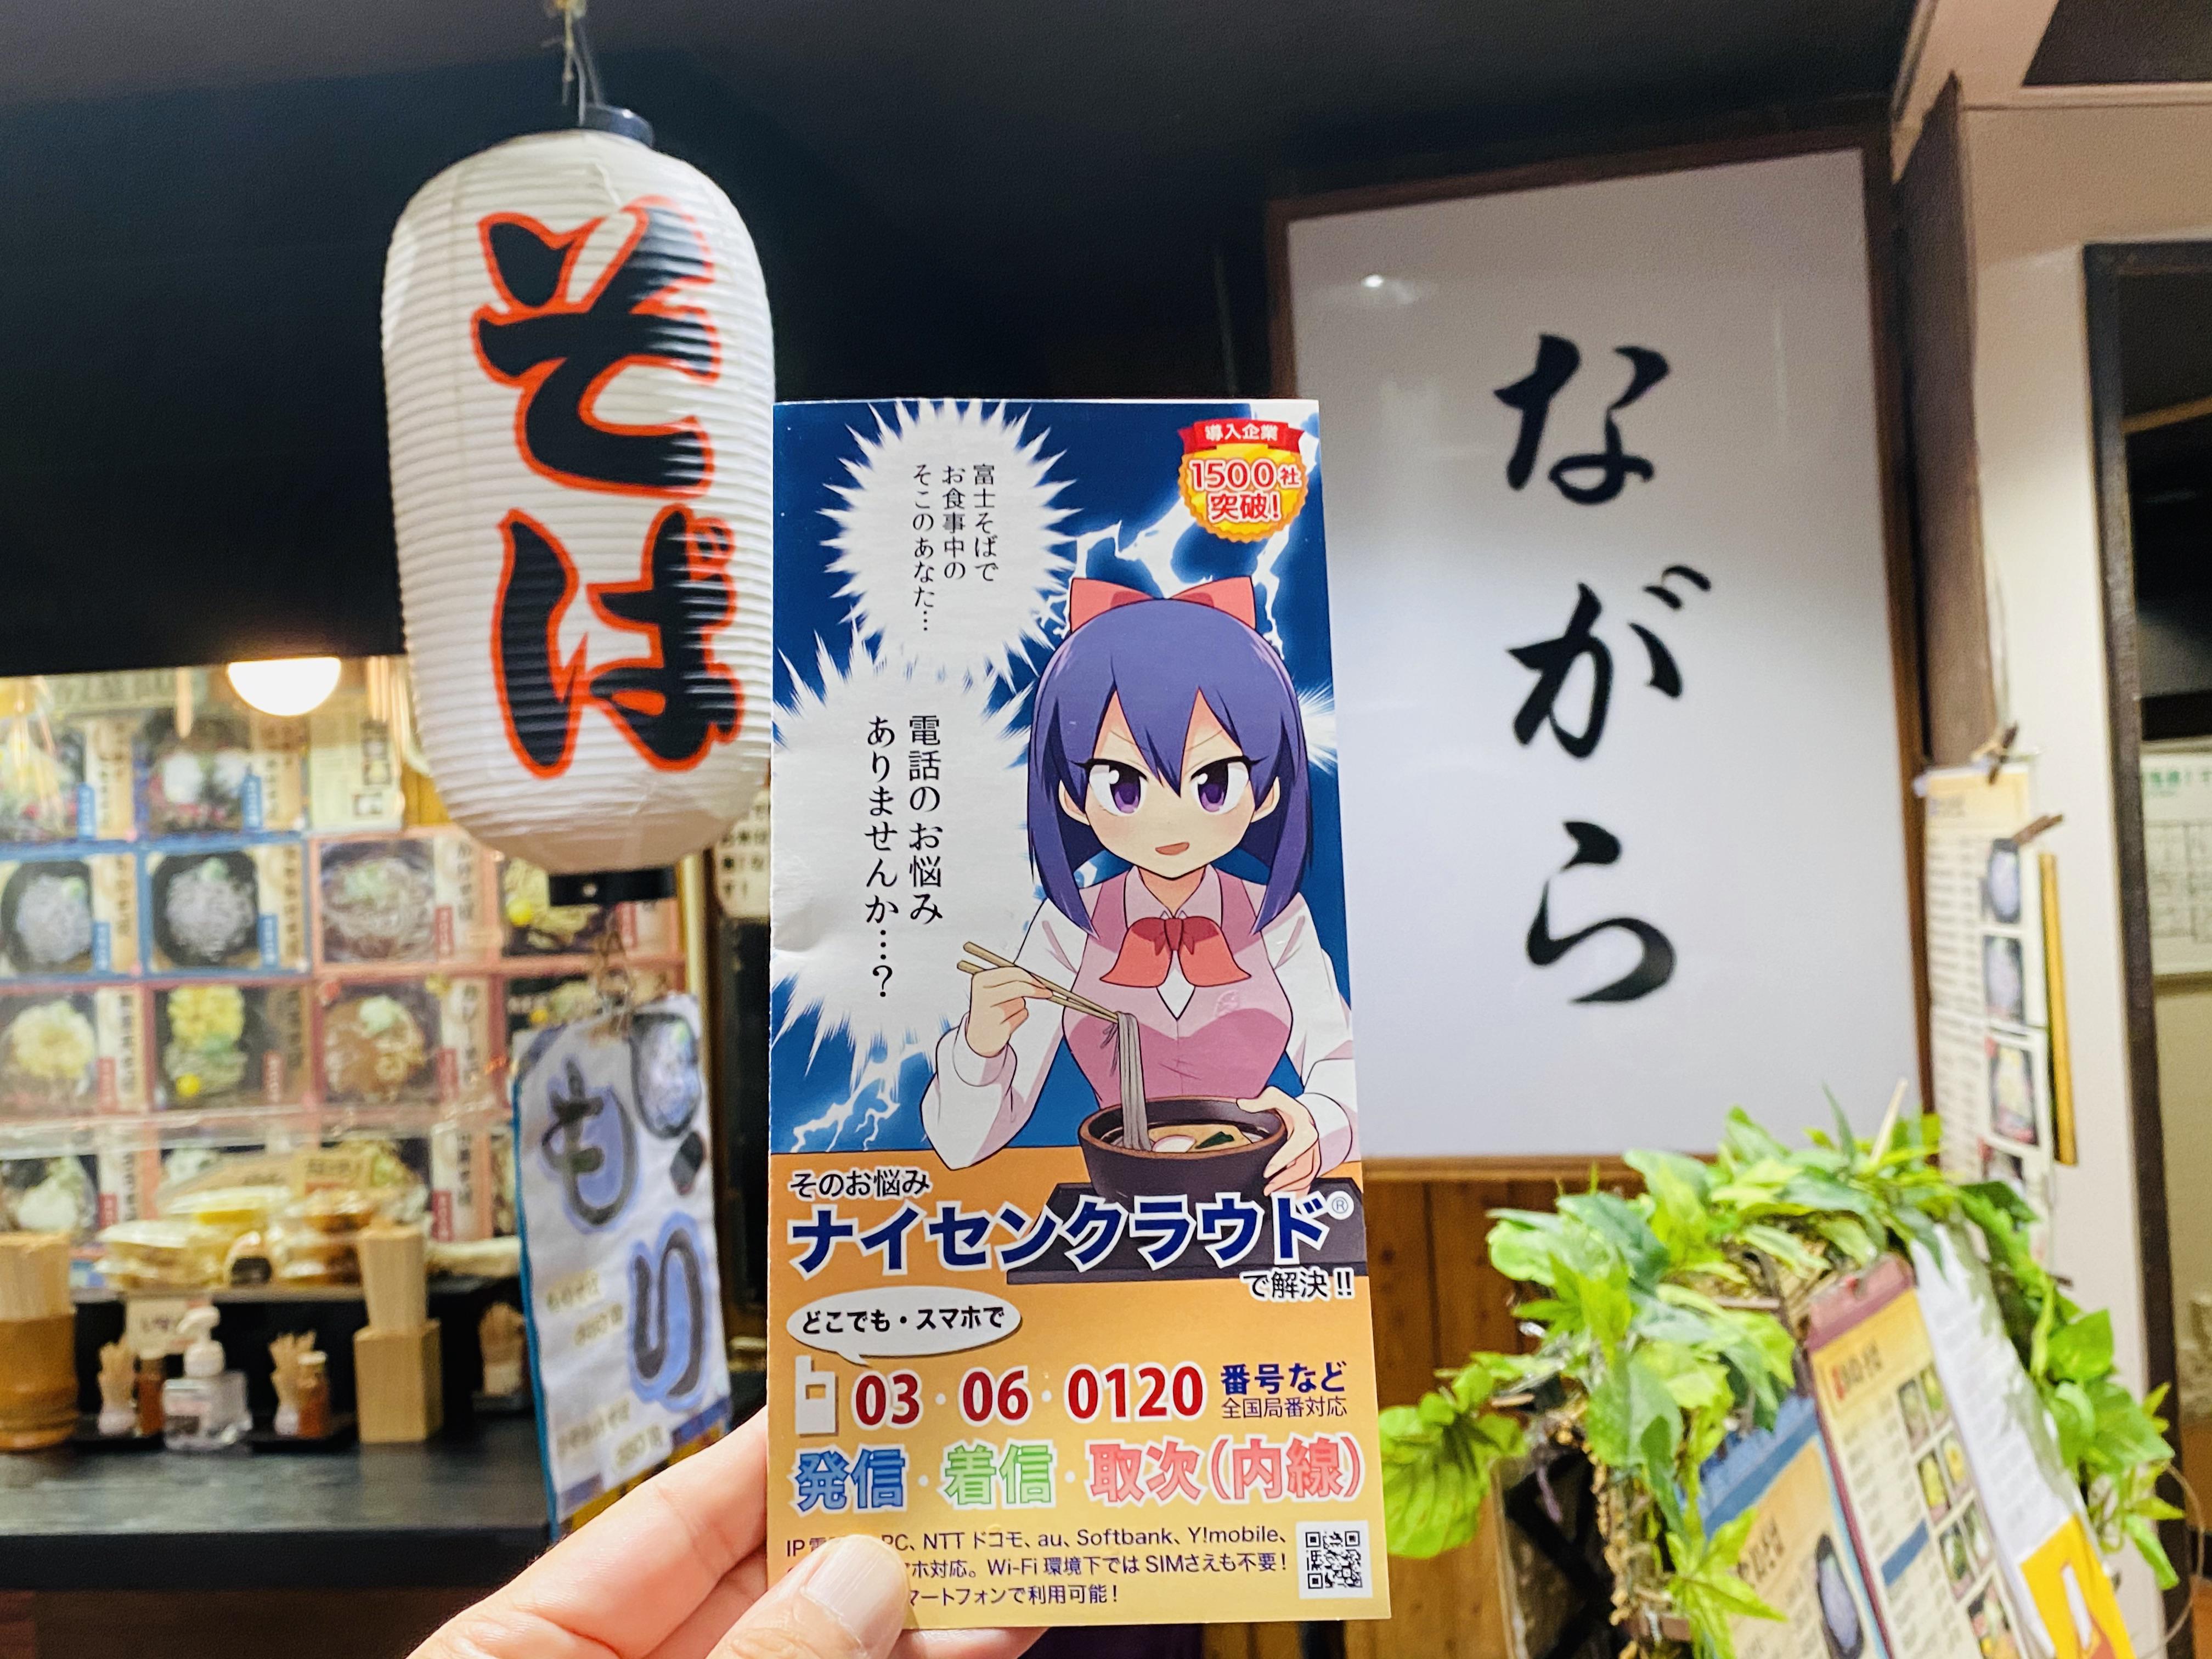 そば
ながら
導入企業
1500社
突破!
富士そばで
お食事中の
そこのあなた…
電話のお悩み
ありませんか…?
そのお悩み
ナイセンクラウド®
で解決!!
どこでも・スマホで
03・06・0120 番号など
全国局番対応
発信・着信・取次(内線)
IP PC、NTTドコモ、au、Softbank、Y!mobile、
ホ対応。Wi-Fi環境下ではSIMさえも不要!
マートフォンで利用可能!
もり